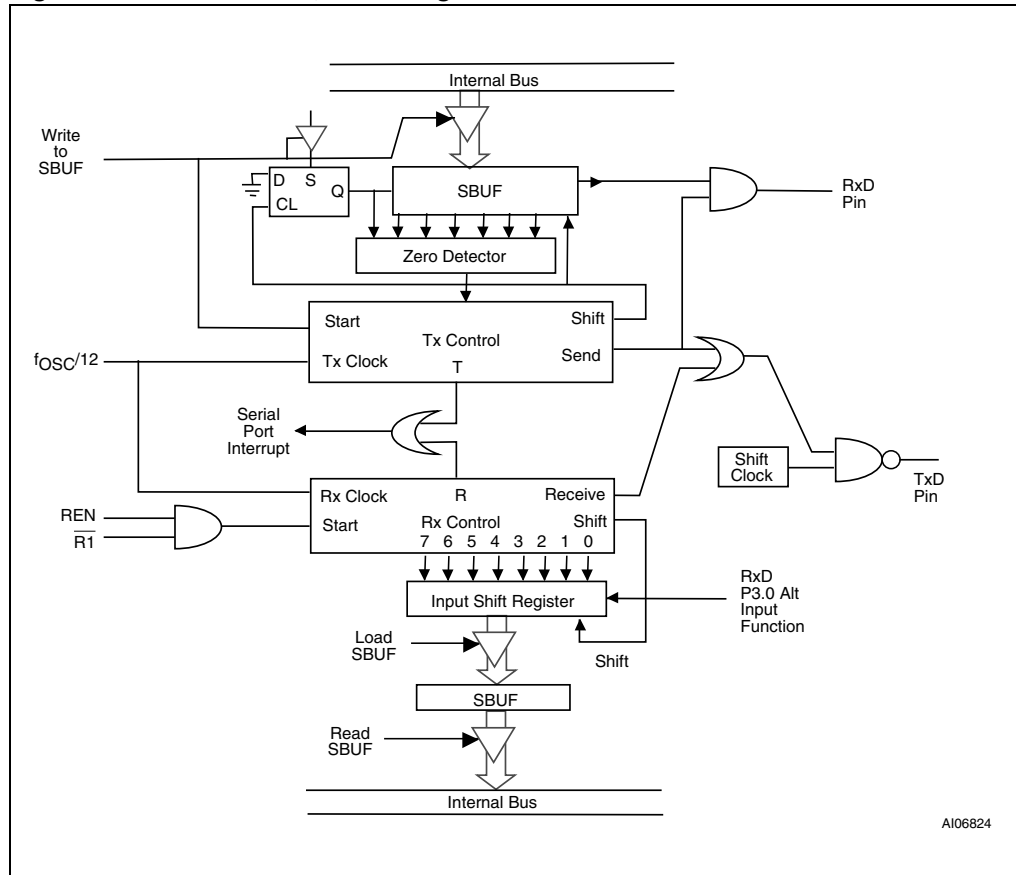 Internal Bus
Write
to
SBUF
D S
Q
CL
SBUF
RxD
Pin
Zero Detector
Start
Shift
Tx Control
Send
fOSC/12
Tx Clock
T
Serial
Port
Interrupt
Shift
Clock
TxD
Pin
Rx Clock
R
Receive
REN
R1
Start
Rx Control
Shift
7 6 5 4 3 2 1 0
RxD
P3.0 Alt
Input
Function
Input Shift Register
Load
SBUF
Shift
SBUF
Read
SBUF
Internal Bus
AI06824